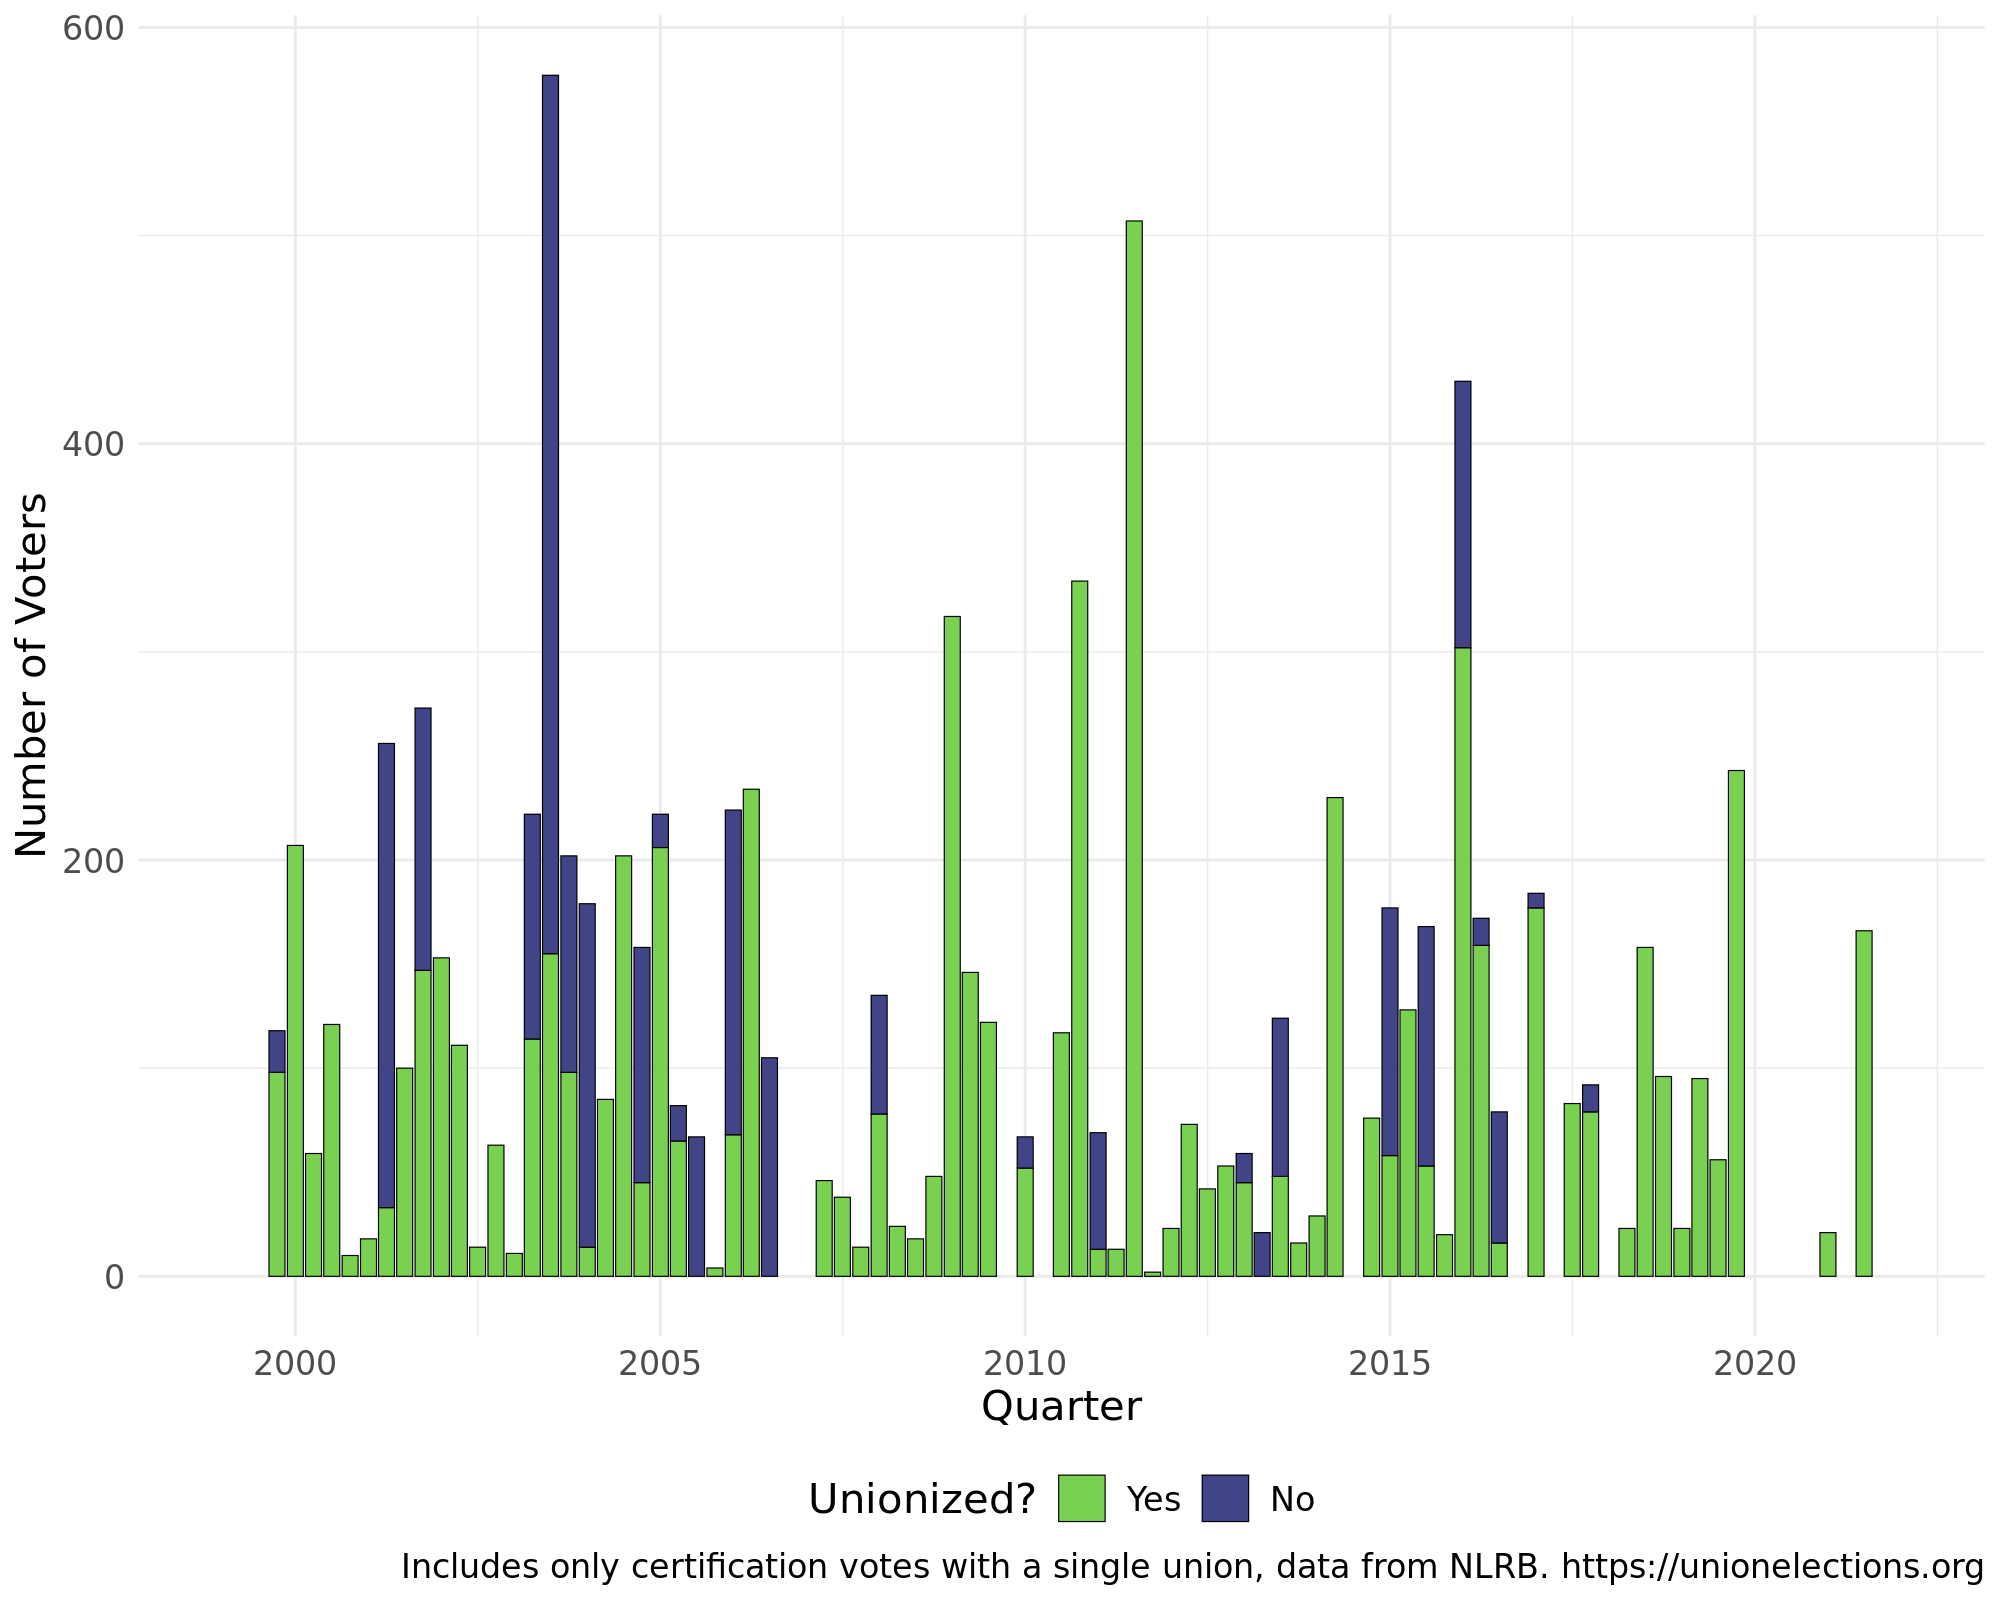 600
400
200
0
Number of Voters
2000 2005 2010 2015 2020
Quarter
Unionized? Yes No
Includes only certification votes with a single union, data from NLRB. https://unionelections.org